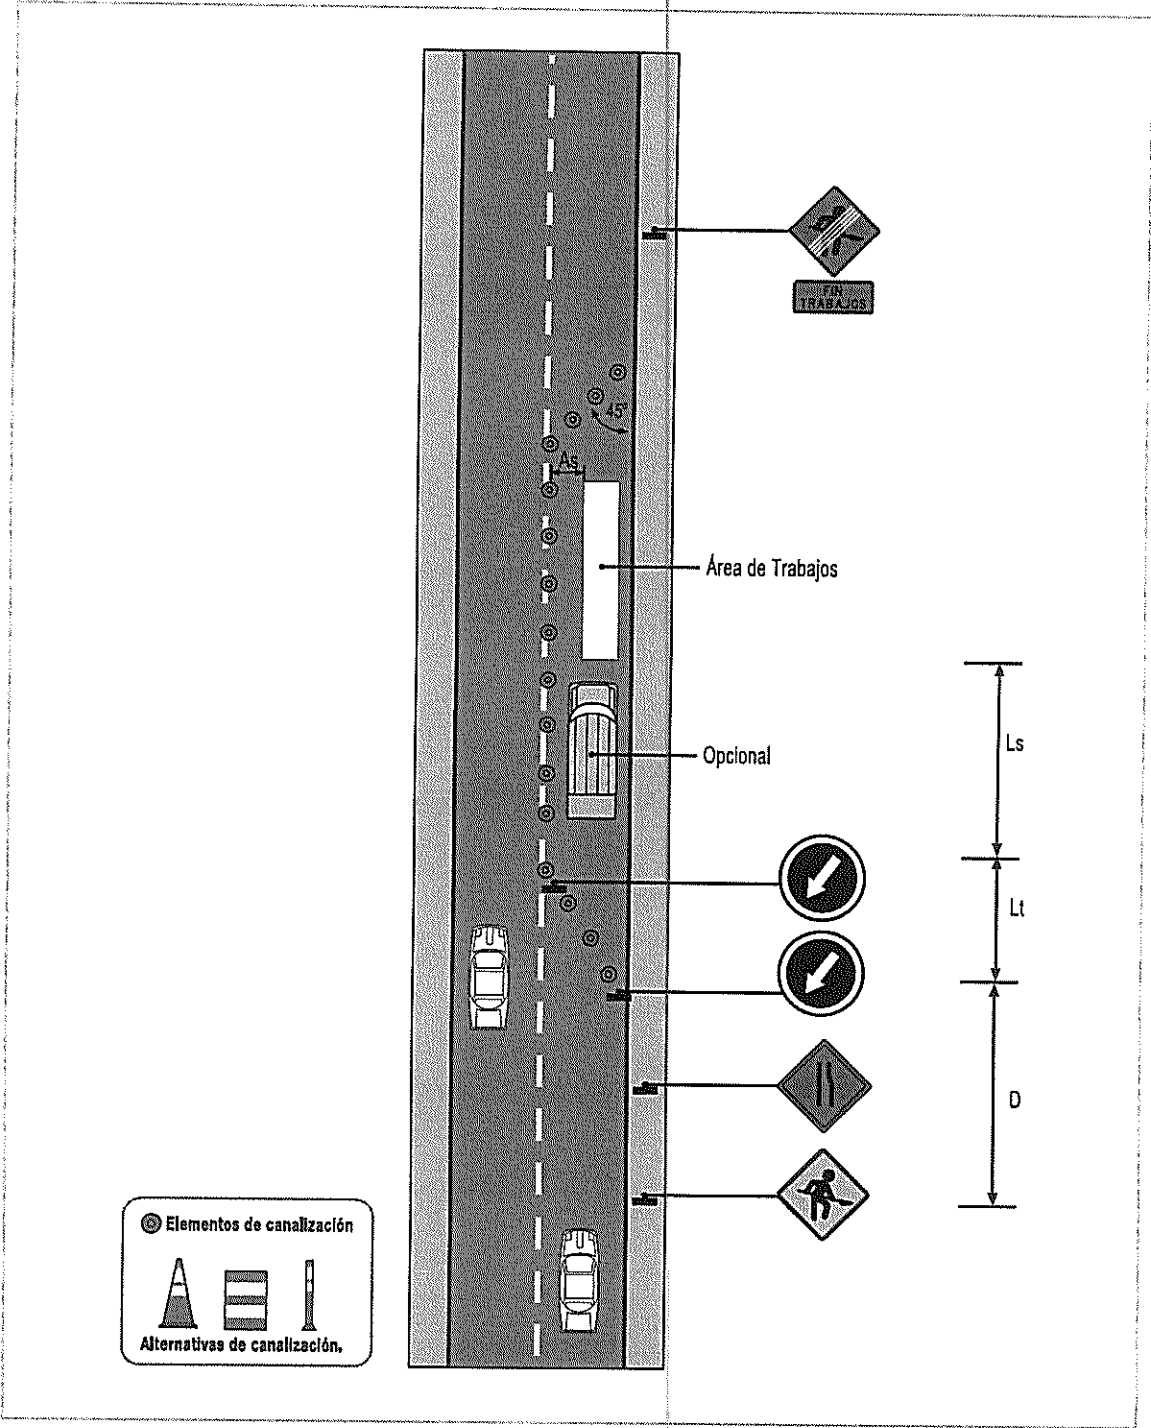 FIN
TRABAJOS
45°
As
Área de Trabajos
Ls
Opcional
Lt
D
Elementos de canalización
Alternativas de canalización.